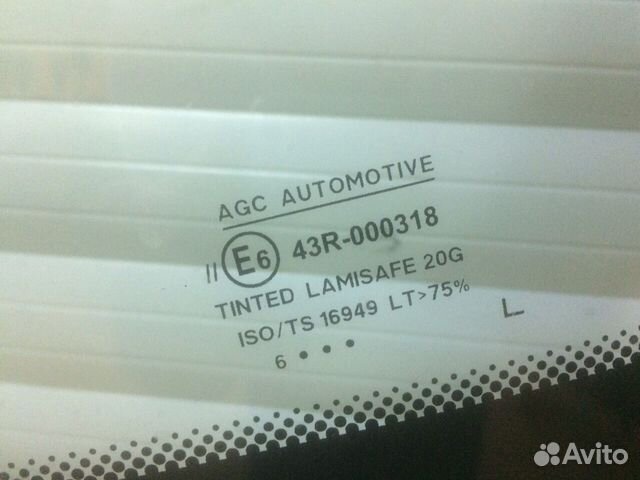 AGC AUTOMOTIVE
II E6 43R-000318
TINTED LAMISAFE 20G
ISO/TS 16949 LT>75%
6 • • •
L
Avito